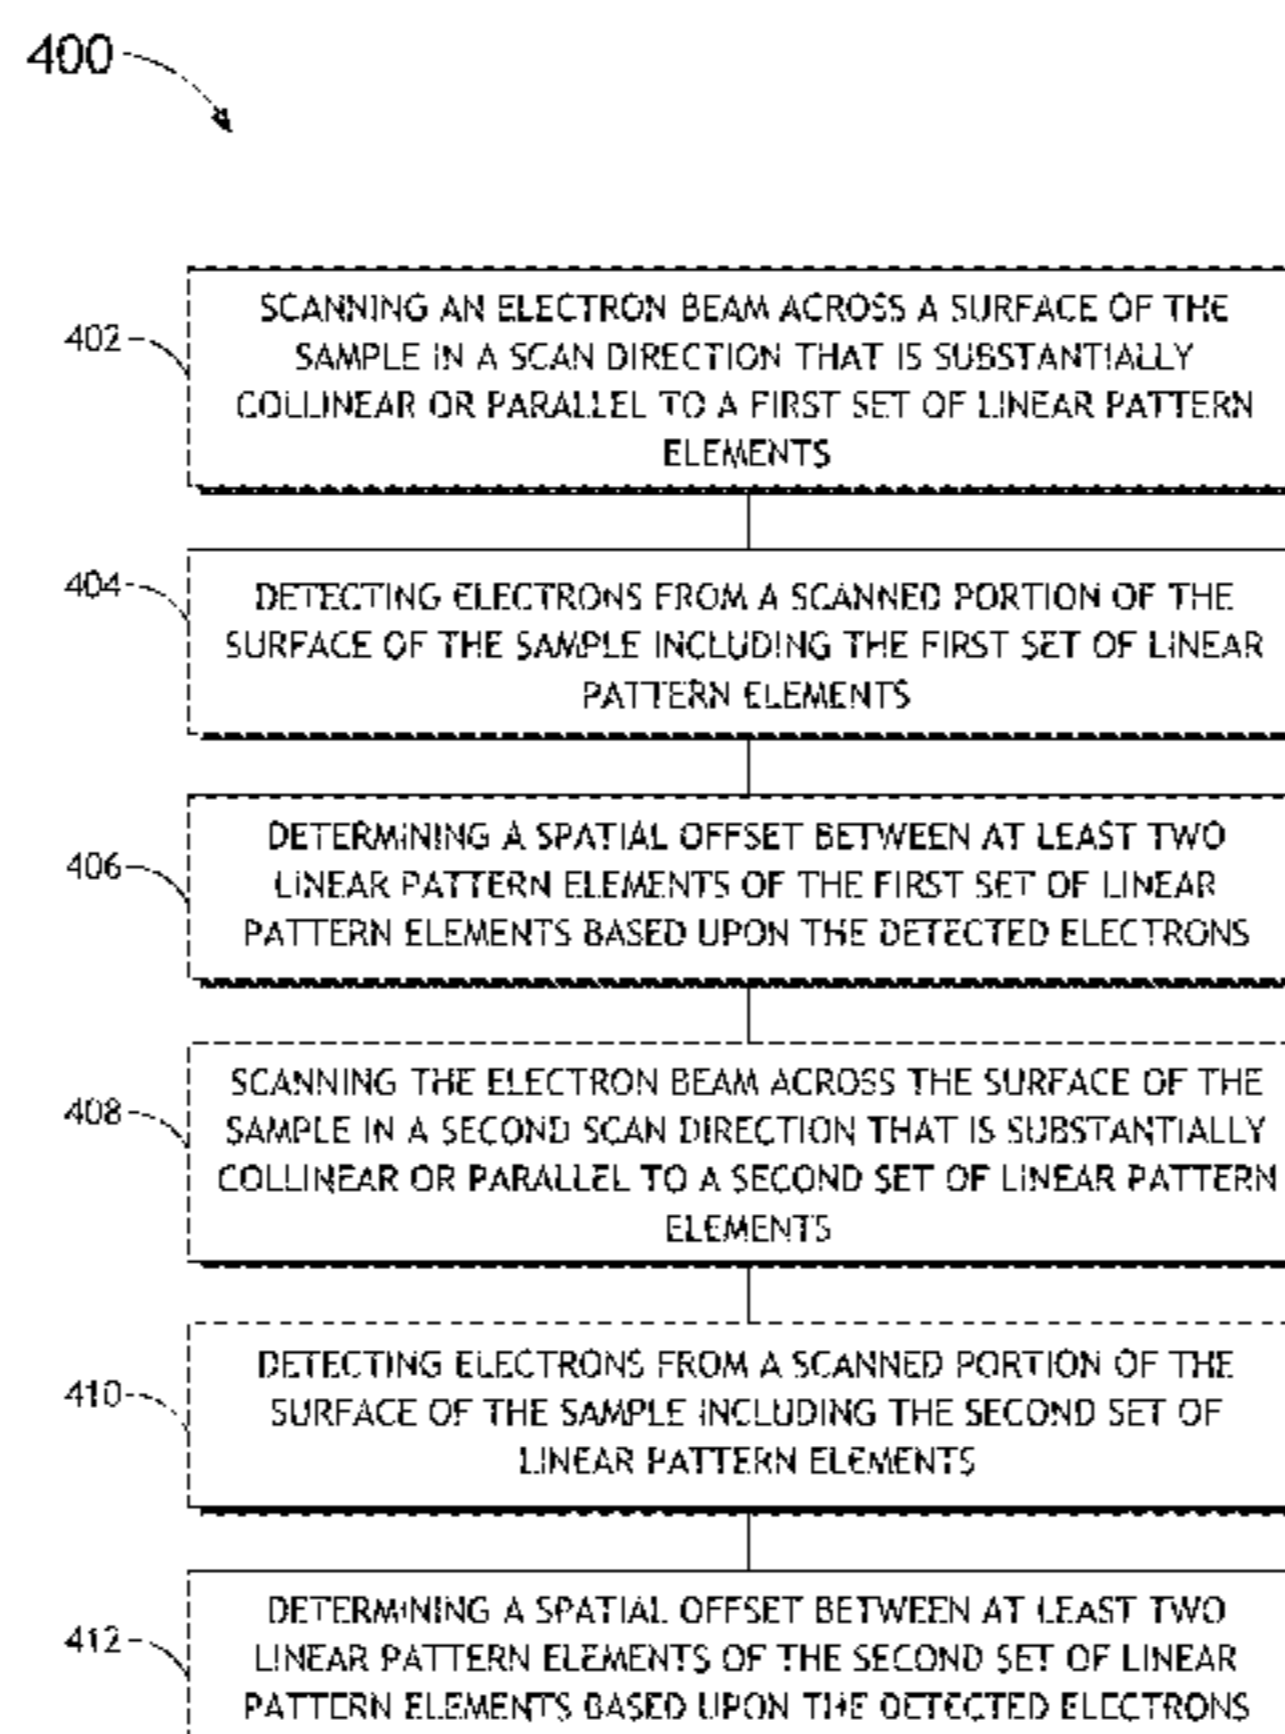 400
402
SCANNING AN ELECTRON BEAM ACROSS A SURFACE OF THE
SAMPLE IN A SCAN DIRECTION THAT IS SUBSTANTIALLY
COLLINEAR OR PARALLEL TO A FIRST SET OF LINEAR PATTERN
ELEMENTS
404
DETECTING ELECTRONS FROM A SCANNED PORTION OF THE
SURFACE OF THE SAMPLE INCLUDING THE FIRST SET OF LINEAR
PATTERN ELEMENTS
406
DETERMINING A SPATIAL OFFSET BETWEEN AT LEAST TWO
LINEAR PATTERN ELEMENTS OF THE FIRST SET OF LINEAR
PATTERN ELEMENTS BASED UPON THE DETECTED ELECTRONS
408
SCANNING THE ELECTRON BEAM ACROSS THE SURFACE OF THE
SAMPLE IN A SECOND SCAN DIRECTION THAT IS SUBSTANTIALLY
COLLINEAR OR PARALLEL TO A SECOND SET OF LINEAR PATTERN
ELEMENTS
410
DETECTING ELECTRONS FROM A SCANNED PORTION OF THE
SURFACE OF THE SAMPLE INCLUDING THE SECOND SET OF
LINEAR PATTERN ELEMENTS
412
DETERMINING A SPATIAL OFFSET BETWEEN AT LEAST TWO
LINEAR PATTERN ELEMENTS OF THE SECOND SET OF LINEAR
PATTERN ELEMENTS BASED UPON THE DETECTED ELECTRONS